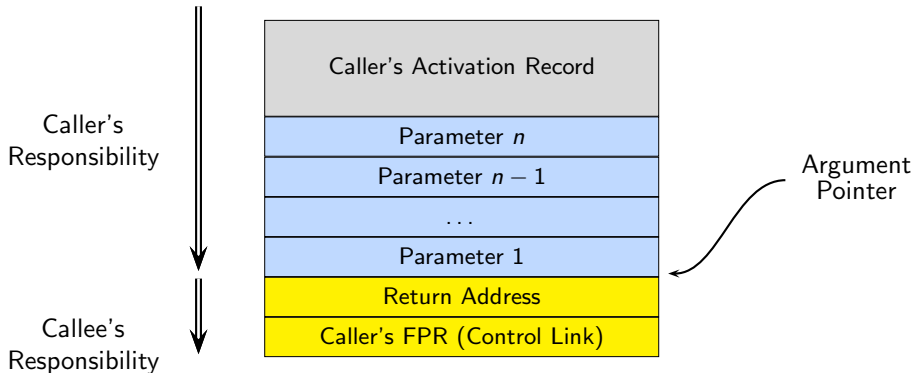 Caller's Activation Record
Caller's
Responsibility
Parameter n
Parameter n − 1
. . .
Parameter 1
Argument
Pointer
Return Address
Caller's FPR (Control Link)
Callee's
Responsibility